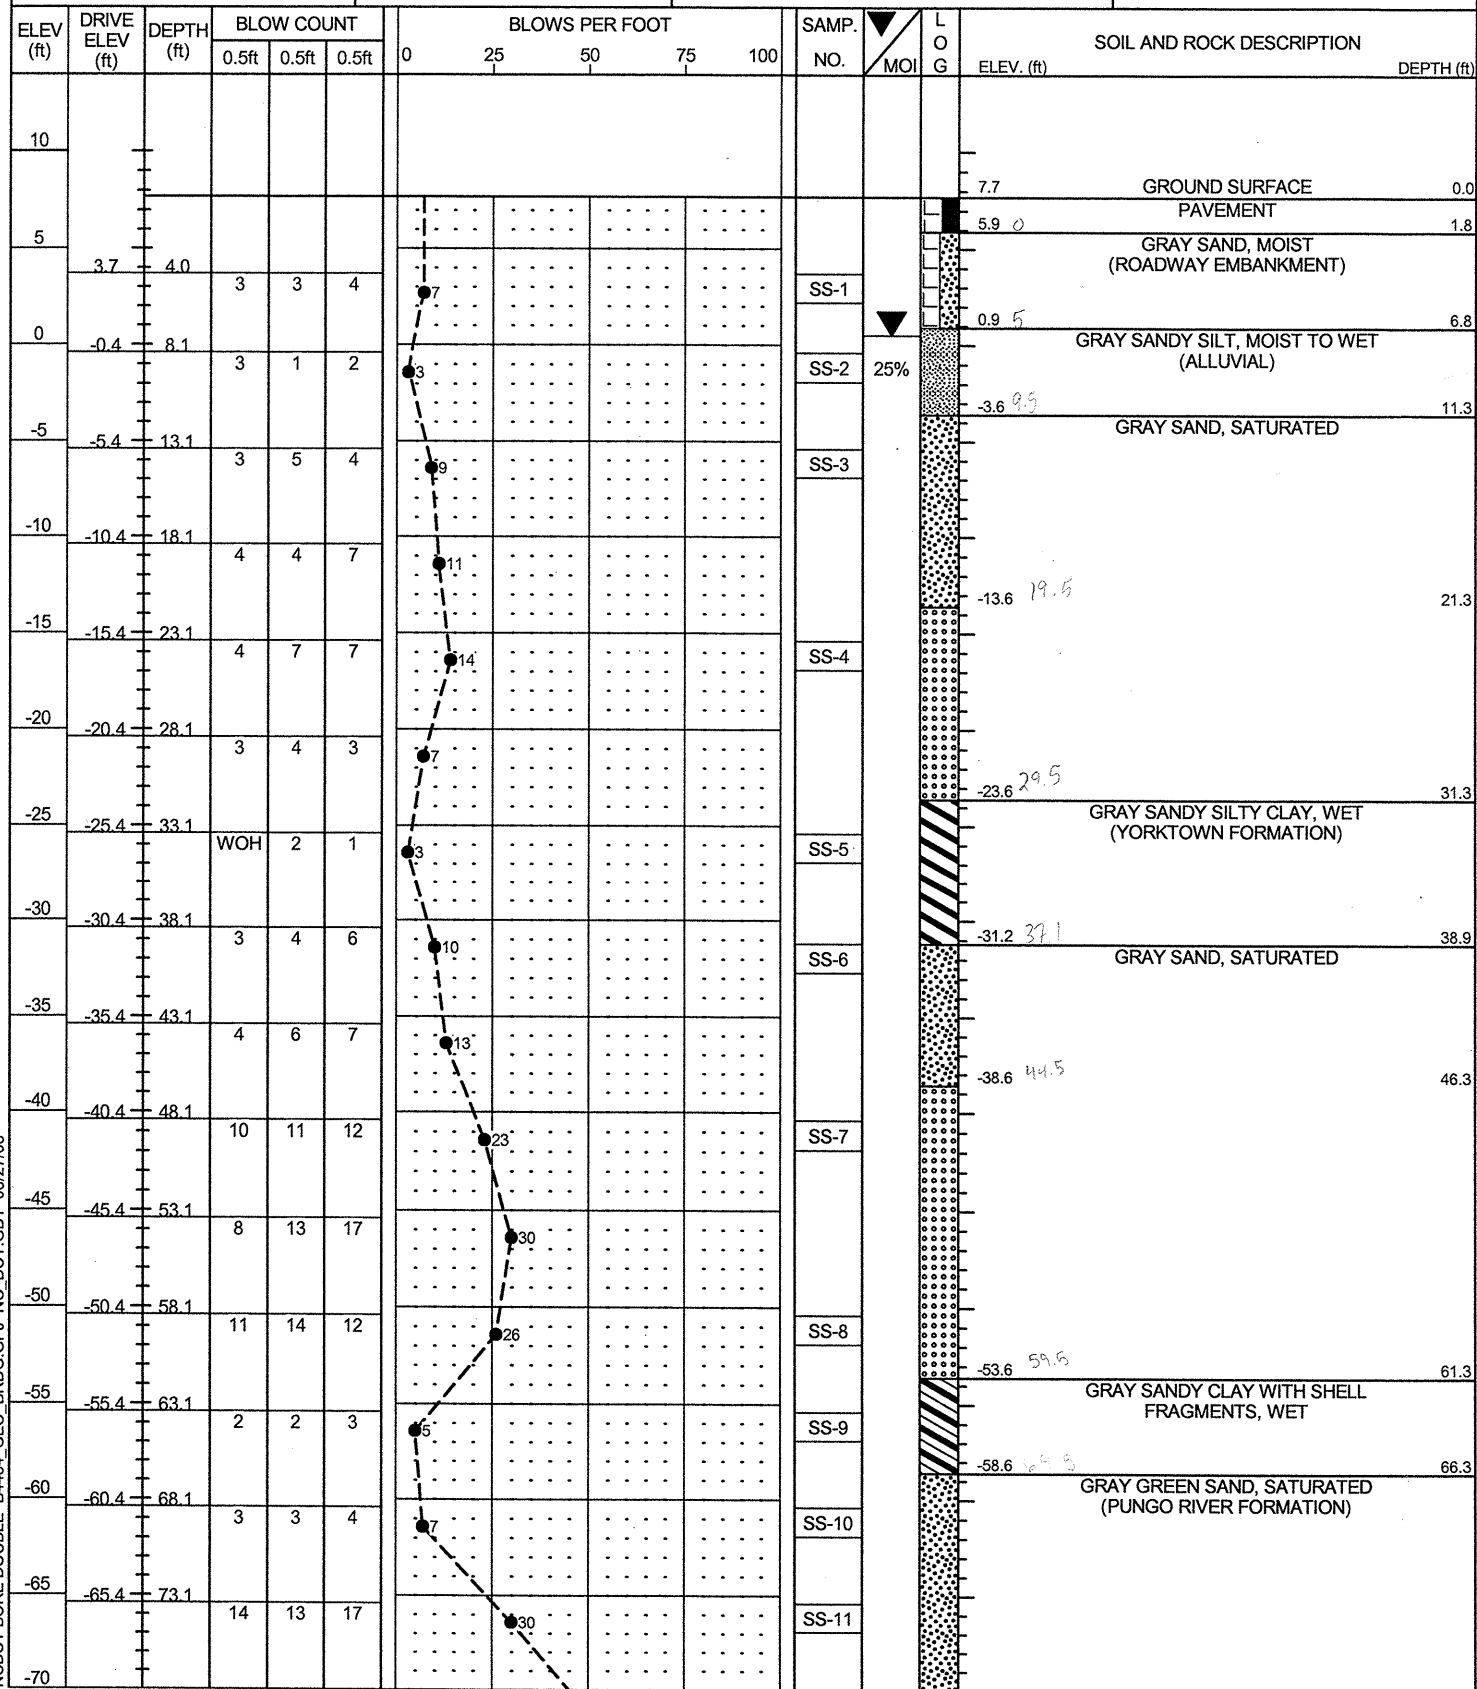 ELEV (ft) DRIVE ELEV (ft) DEPTH (ft) BLOW COUNT BLOWS PER FOOT SAMP. NO. MOI L O G SOIL AND ROCK DESCRIPTION
0.5ft 0.5ft 0.5ft 0 25 50 75 100 ELEV. (ft) DEPTH (ft)
10
7.7 GROUND SURFACE 0.0
PAVEMENT
5.9 0 1.8
5 GRAY SAND, MOIST
(ROADWAY EMBANKMENT)
3.7 4.0
3 3 4 7 SS-1
0.9 5 6.8
0 GRAY SANDY SILT, MOIST TO WET
(ALLUVIAL)
-0.4 8.1
3 1 2 3 SS-2 25%
-3.6 9.5 11.3
GRAY SAND, SATURATED
-5
-5.4 13.1
3 5 4 9 SS-3
-10
-10.4 18.1
4 4 7 11
-13.6 19.5 21.3
-15
-15.4 23.1
4 7 7 14 SS-4
-20
-20.4 28.1
3 4 3 7
-23.6 29.5 31.3
GRAY SANDY SILTY CLAY, WET
(YORKTOWN FORMATION)
-25
-25.4 33.1
WOH 2 1 3 SS-5
-30
-30.4 38.1
3 4 6 10 SS-6
-31.2 37.1 38.9
GRAY SAND, SATURATED
-35
-35.4 43.1
4 6 7 13
-38.6 44.5 46.3
-40
-40.4 48.1
10 11 12 23 SS-7
-45
-45.4 53.1
8 13 17 30
-50
-50.4 58.1
11 14 12 26 SS-8
-53.6 59.5 61.3
GRAY SANDY CLAY WITH SHELL
FRAGMENTS, WET
-55
-55.4 63.1
2 2 3 5 SS-9
-58.6 66.3
GRAY GREEN SAND, SATURATED
(PUNGO RIVER FORMATION)
-60
-60.4 68.1
3 3 4 7 SS-10
-65
-65.4 73.1
14 13 17 30 SS-11
-70